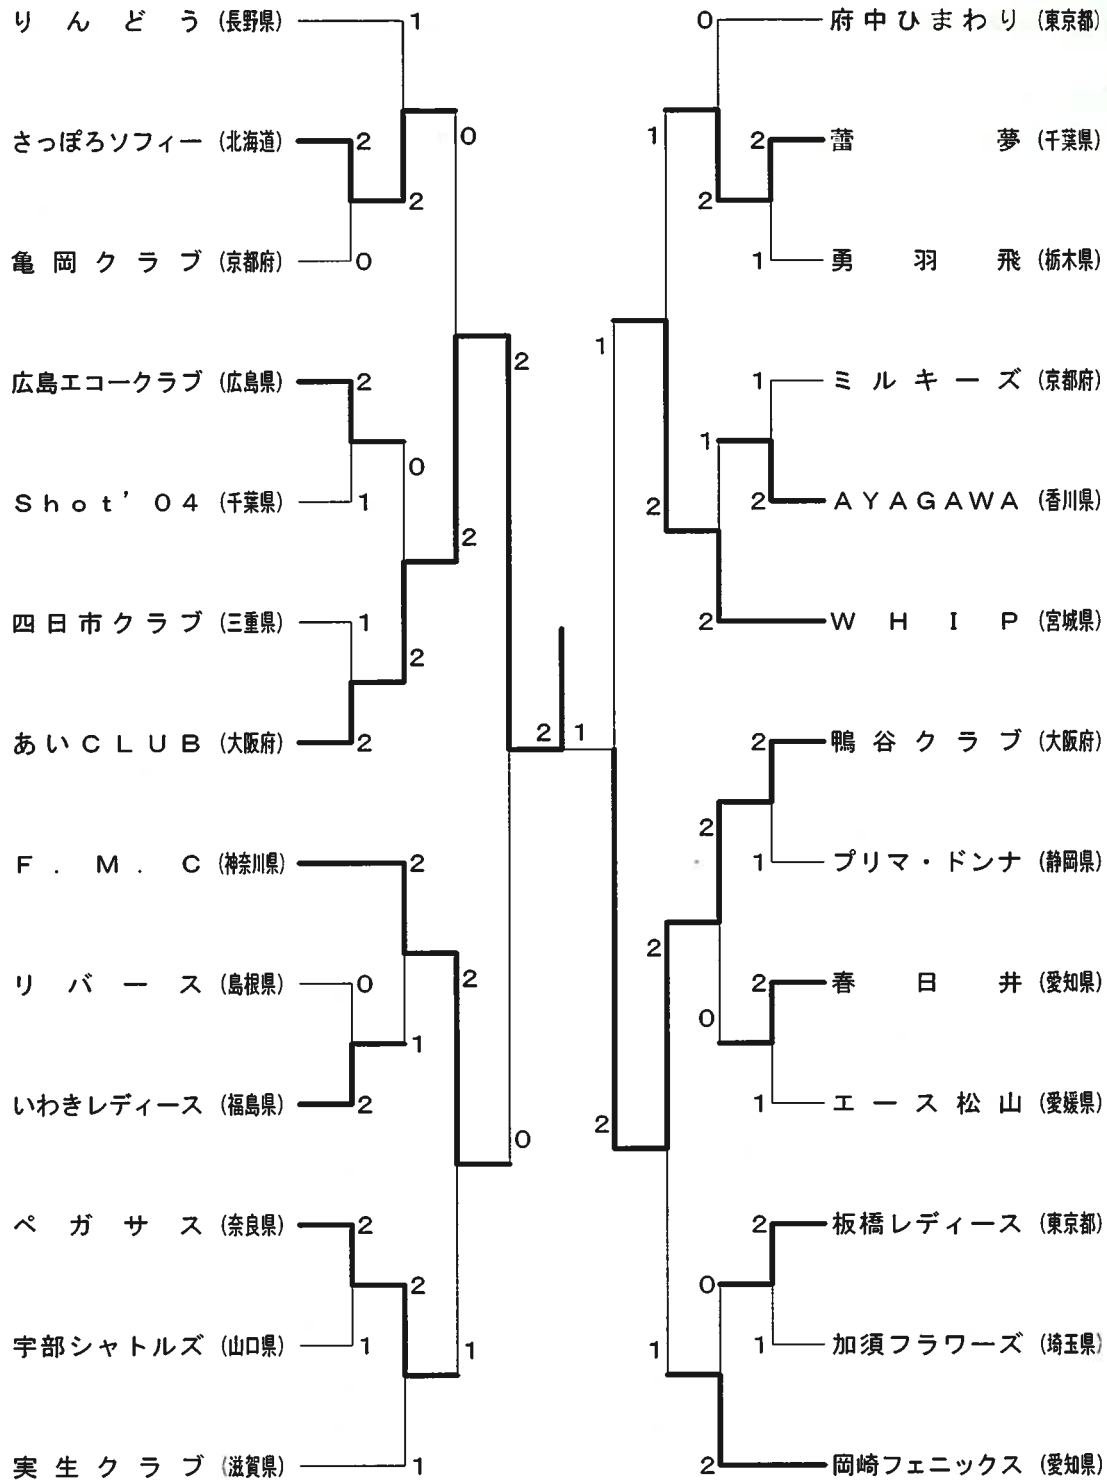 りんどう (長野県) 1
0
さっぽろソフィー (北海道) 2
2
亀岡クラブ (京都府) 0
2
広島エコークラブ (広島県) 2
0
Shot’04 (千葉県) 1
2
四日市クラブ (三重県) 1
2
あいCLUB (大阪府) 2
2 1
F.M.C (神奈川県) 2
2
リバース (島根県) 0
1
いわきレディース (福島県) 2
0
ペガサス (奈良県) 2
2
宇部シャトルズ (山口県) 1
1
実生クラブ (滋賀県) 1
0 府中ひまわり (東京都)
1
2 蕾夢 (千葉県)
2
1 勇羽飛 (栃木県)
1
1 ミルキーズ (京都府)
1
2 AYAGAWA (香川県)
2
2 WHIP (宮城県)
2 鴨谷クラブ (大阪府)
2
1 プリマ・ドンナ (静岡県)
2
2 春日井 (愛知県)
0
1 エース松山 (愛媛県)
2
2 板橋レディース (東京都)
0
1 加須フラワーズ (埼玉県)
1
2 岡崎フェニックス (愛知県)